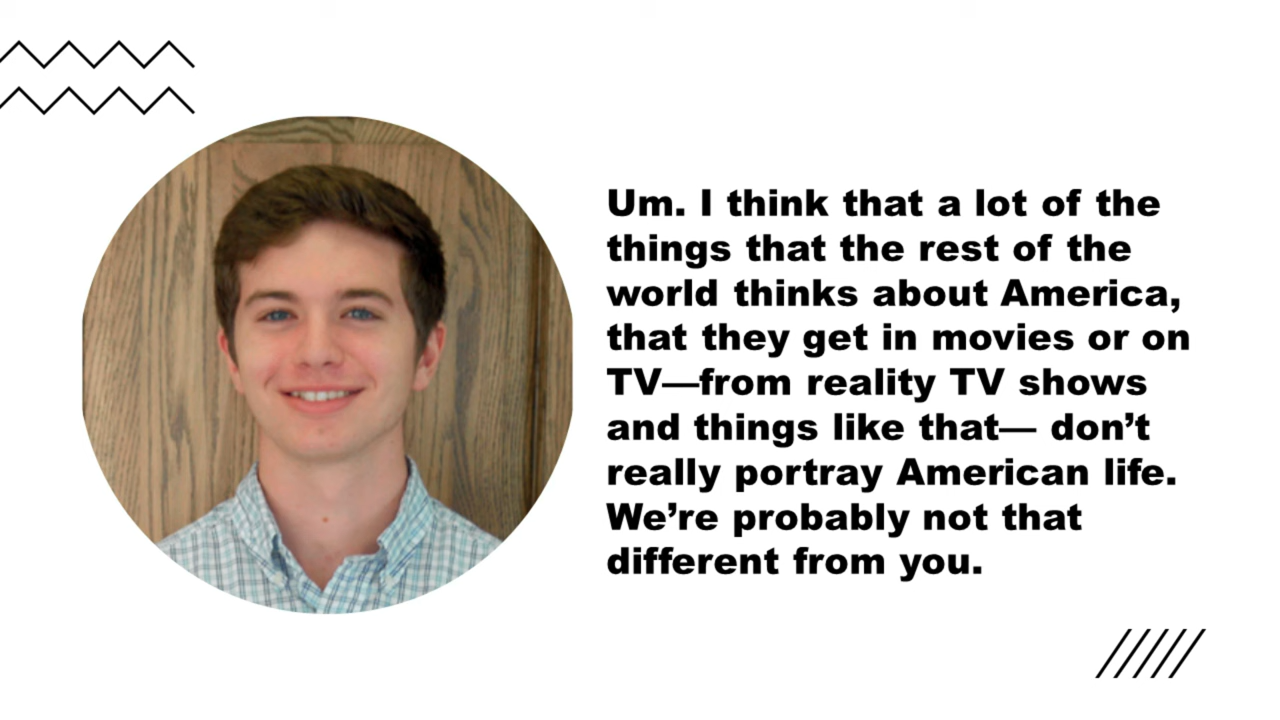 Um. I think that a lot of the
things that the rest of the
world thinks about America,
that they get in movies or on
TV—from reality TV shows
and things like that— don’t
really portray American life.
We’re probably not that
different from you.